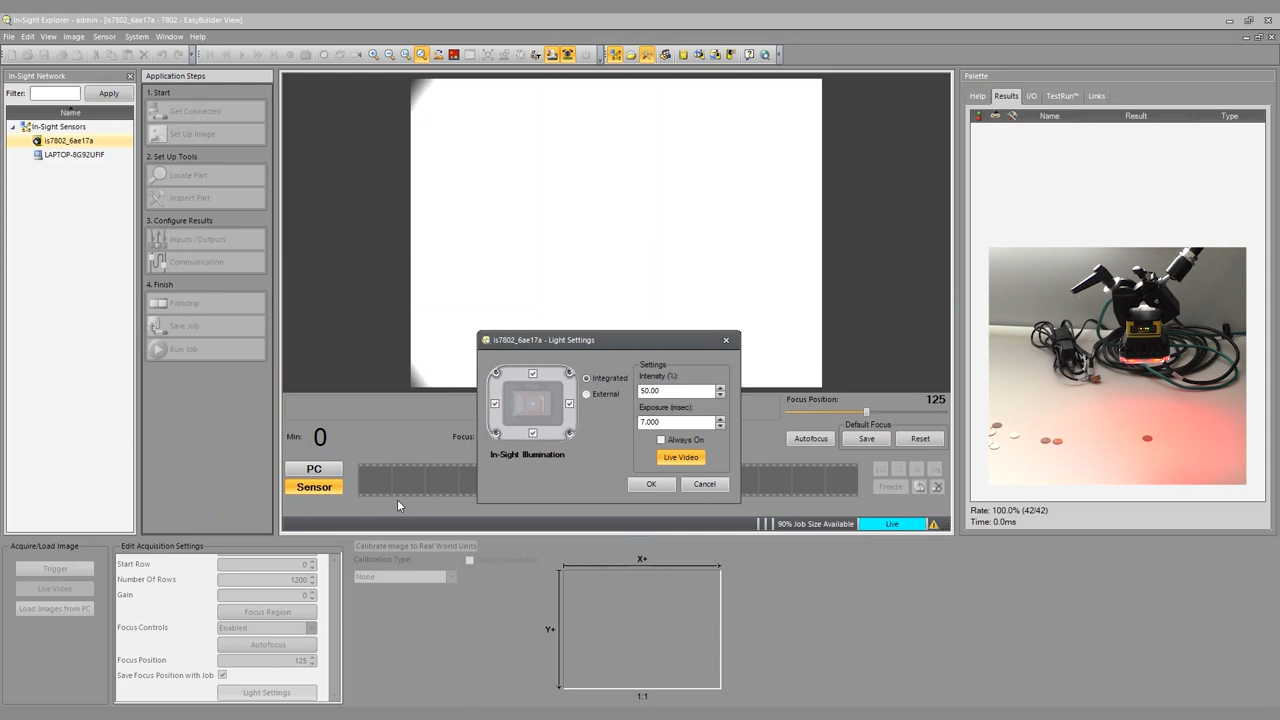 In-Sight Explorer - admin - [is7802_6ae17a - 7802 - EasyBuilder View]
File Edit View Image Sensor System Window Help
In-Sight Network
Filter: Apply
Name
In-Sight Sensors
is7802_6ae17a
LAPTOP-8G92UFIF
Application Steps
1. Start
Get Connected
Set Up Image
2. Set Up Tools
Locate Part
Inspect Part
3. Configure Results
Inputs / Outputs
Communication
4. Finish
Filmstrip
Save Job
Run Job
Min: 0
Focus:
PC
Sensor
is7802_6ae17a - Light Settings
Integrated
External
In-Sight Illumination
Settings
Intensity (%):
50.00
Exposure (msec):
7.000
Always On
Live Video
OK Cancel
Focus Position: 125
Default Focus
Autofocus Save Reset
Freeze
90% Job Size Available Live
Palette
Help Results I/O TestRun™ Links
Name Result Type
Rate: 100.0% (42/42)
Time: 0.0ms
Acquire/Load Image
Trigger
Live Video
Load Images from PC
Edit Acquisition Settings
Start Row 0
Number Of Rows 1200
Gain 0
Focus Region
Focus Controls Enabled
Autofocus
Focus Position 125
Save Focus Position with Job
Light Settings
Calibrate Image to Real World Units
Calibration Type:
None
X+
Y+
1:1